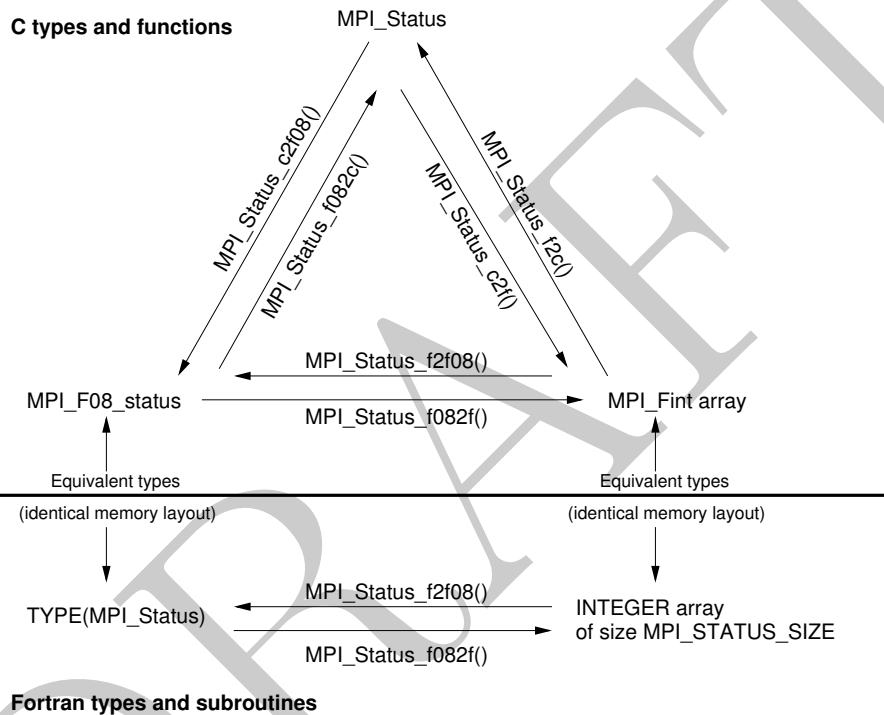 C types and functions
MPI_Status
MPI_Status_c2f08()
MPI_Status_f082c()
MPI_Status_c2f()
MPI_Status_f2c()
MPI_Status_f2f08()
MPI_F08_status
MPI_Fint array
MPI_Status_f082f()
Equivalent types
Equivalent types
(identical memory layout)
(identical memory layout)
MPI_Status_f2f08()
TYPE(MPI_Status)
INTEGER array
of size MPI_STATUS_SIZE
MPI_Status_f082f()
Fortran types and subroutines
DRAFT